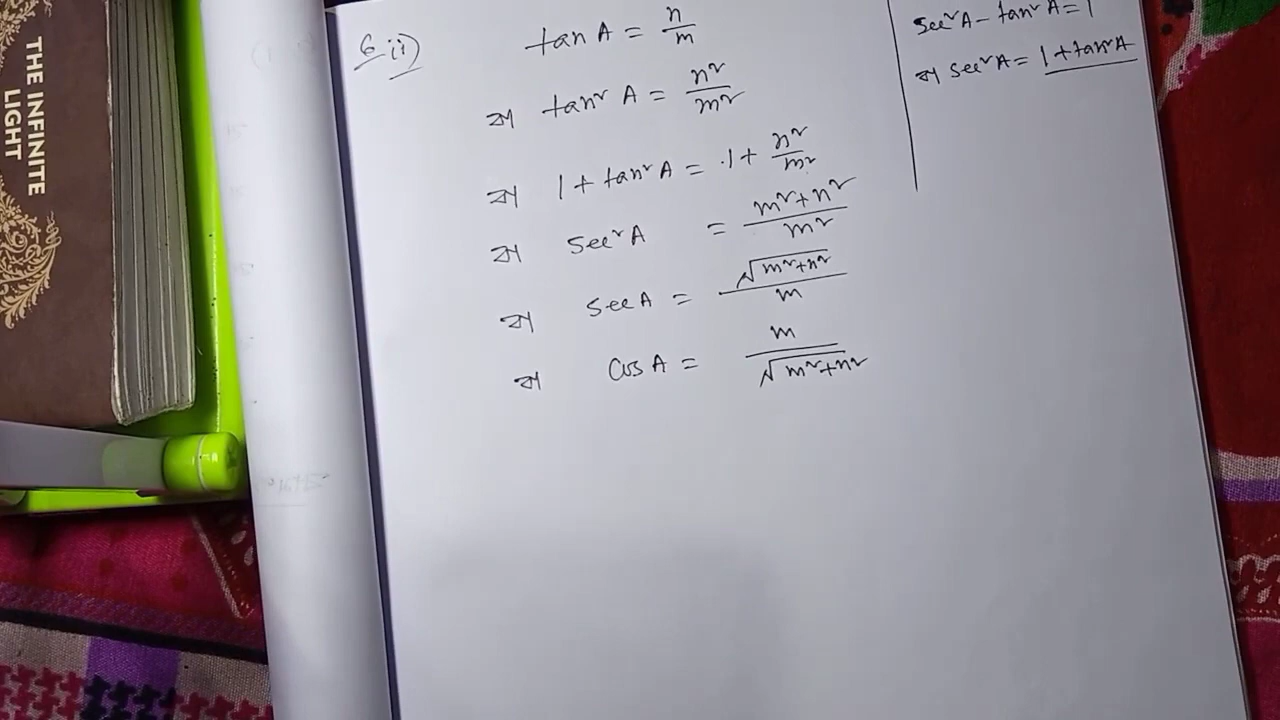 THE INFINITE
LIGHT
6 ii) tan A = n/m
বা tan² A = n²/m²
বা 1 + tan² A = 1 + n²/m²
বা sec² A = m²+n²/m²
বা sec A = √m²+n²/m
বা cos A = m/√m²+n²
sec² A - tan² A = 1
বা sec² A = 1 + tan² A